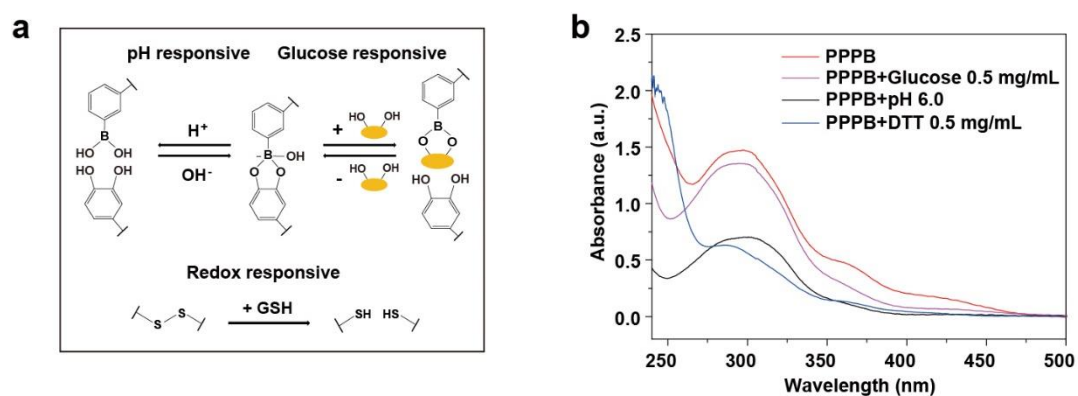 a
pH responsive
Glucose responsive
B
HO OH
HO OH
H⁺
OH⁻
B OH
O O
+ HO OH
- HO OH
B
O O
HO OH
Redox responsive
S S
+ GSH
SH HS
b
PPPB
PPPB+Glucose 0.5 mg/mL
PPPB+pH 6.0
PPPB+DTT 0.5 mg/mL
Absorbance (a.u.)
2.5
2.0
1.5
1.0
0.5
0.0
250 300 350 400 450 500
Wavelength (nm)